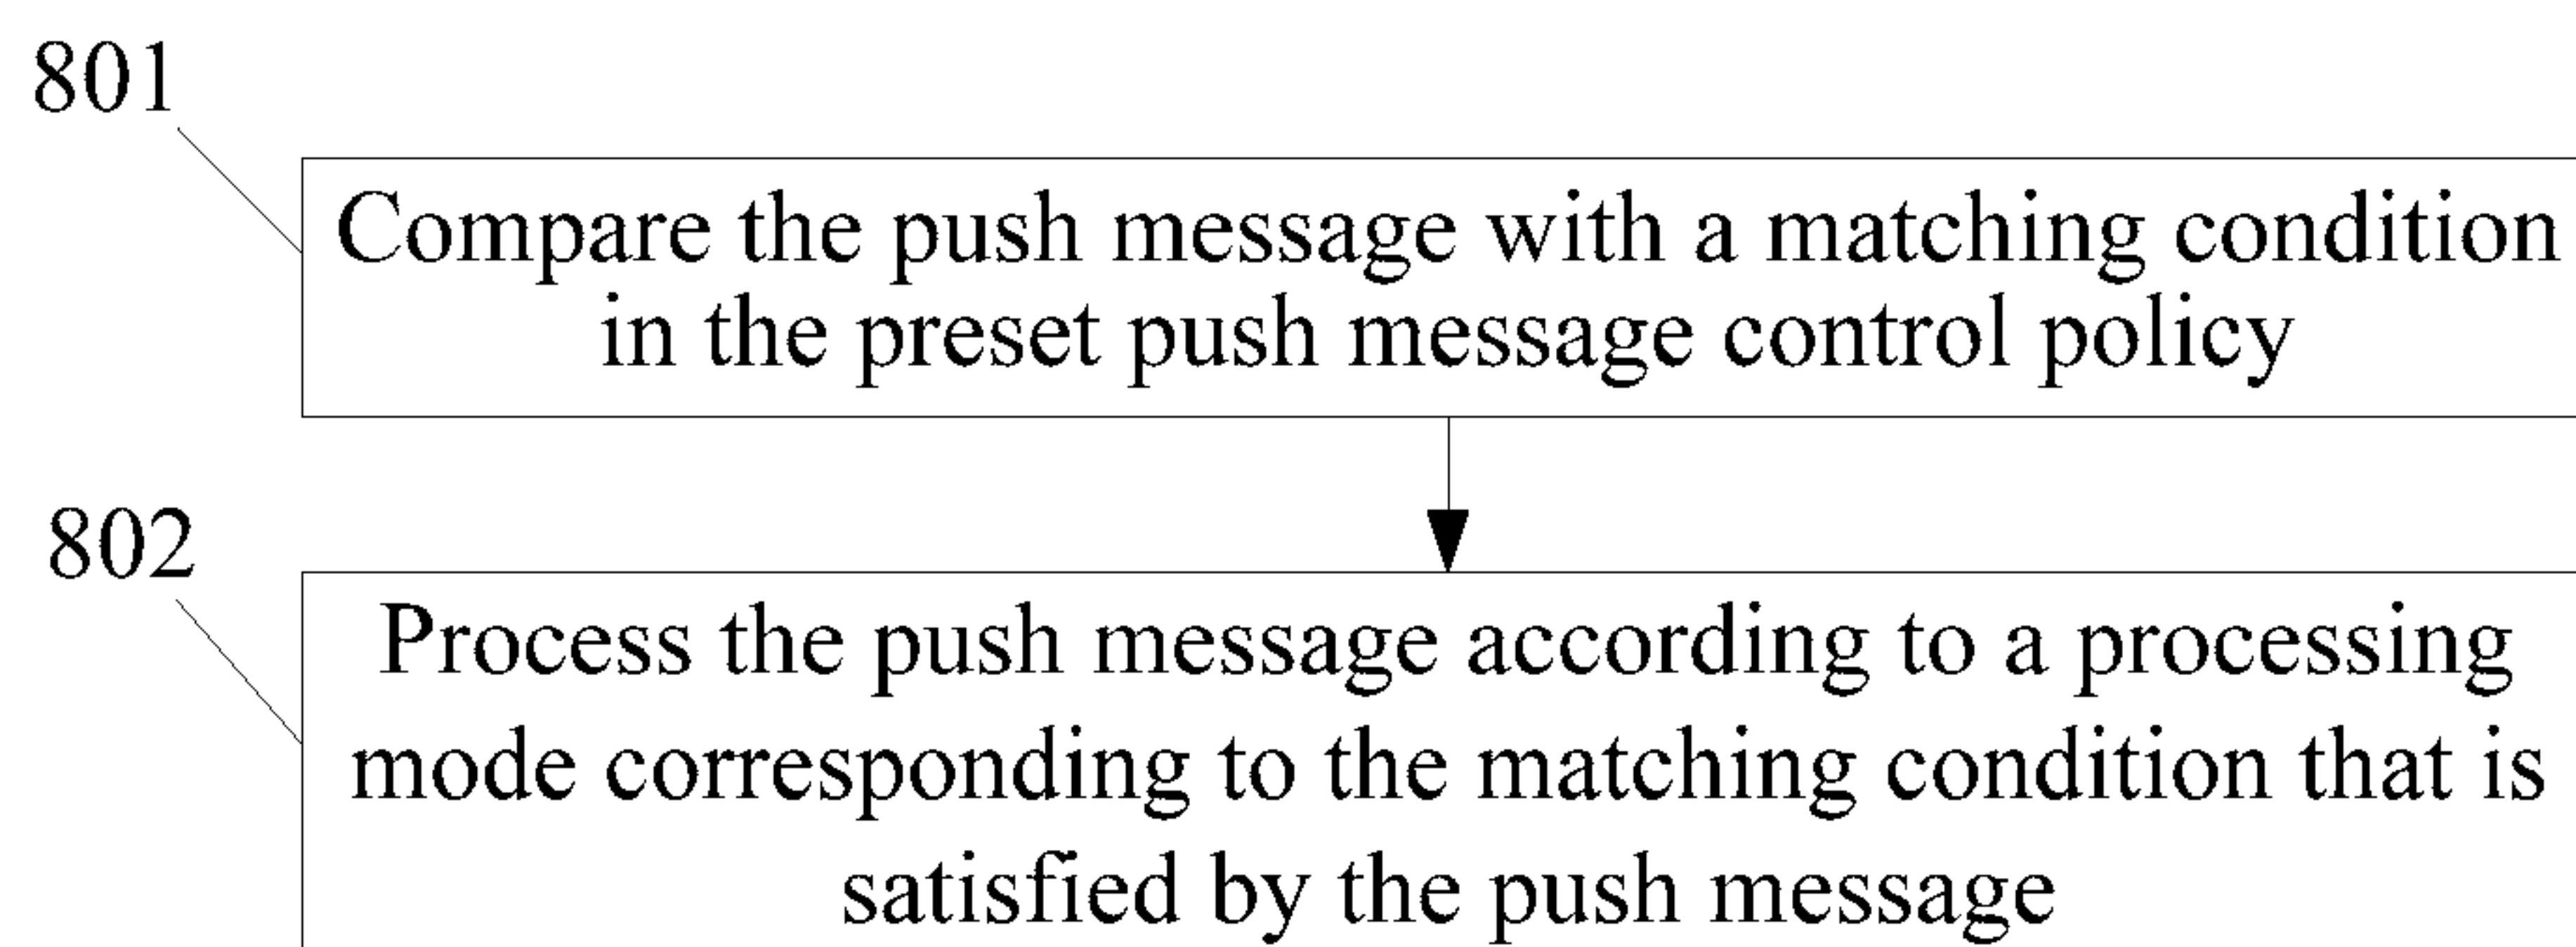 801
Compare the push message with a matching condition
in the preset push message control policy
802
Process the push message according to a processing
mode corresponding to the matching condition that is
satisfied by the push message